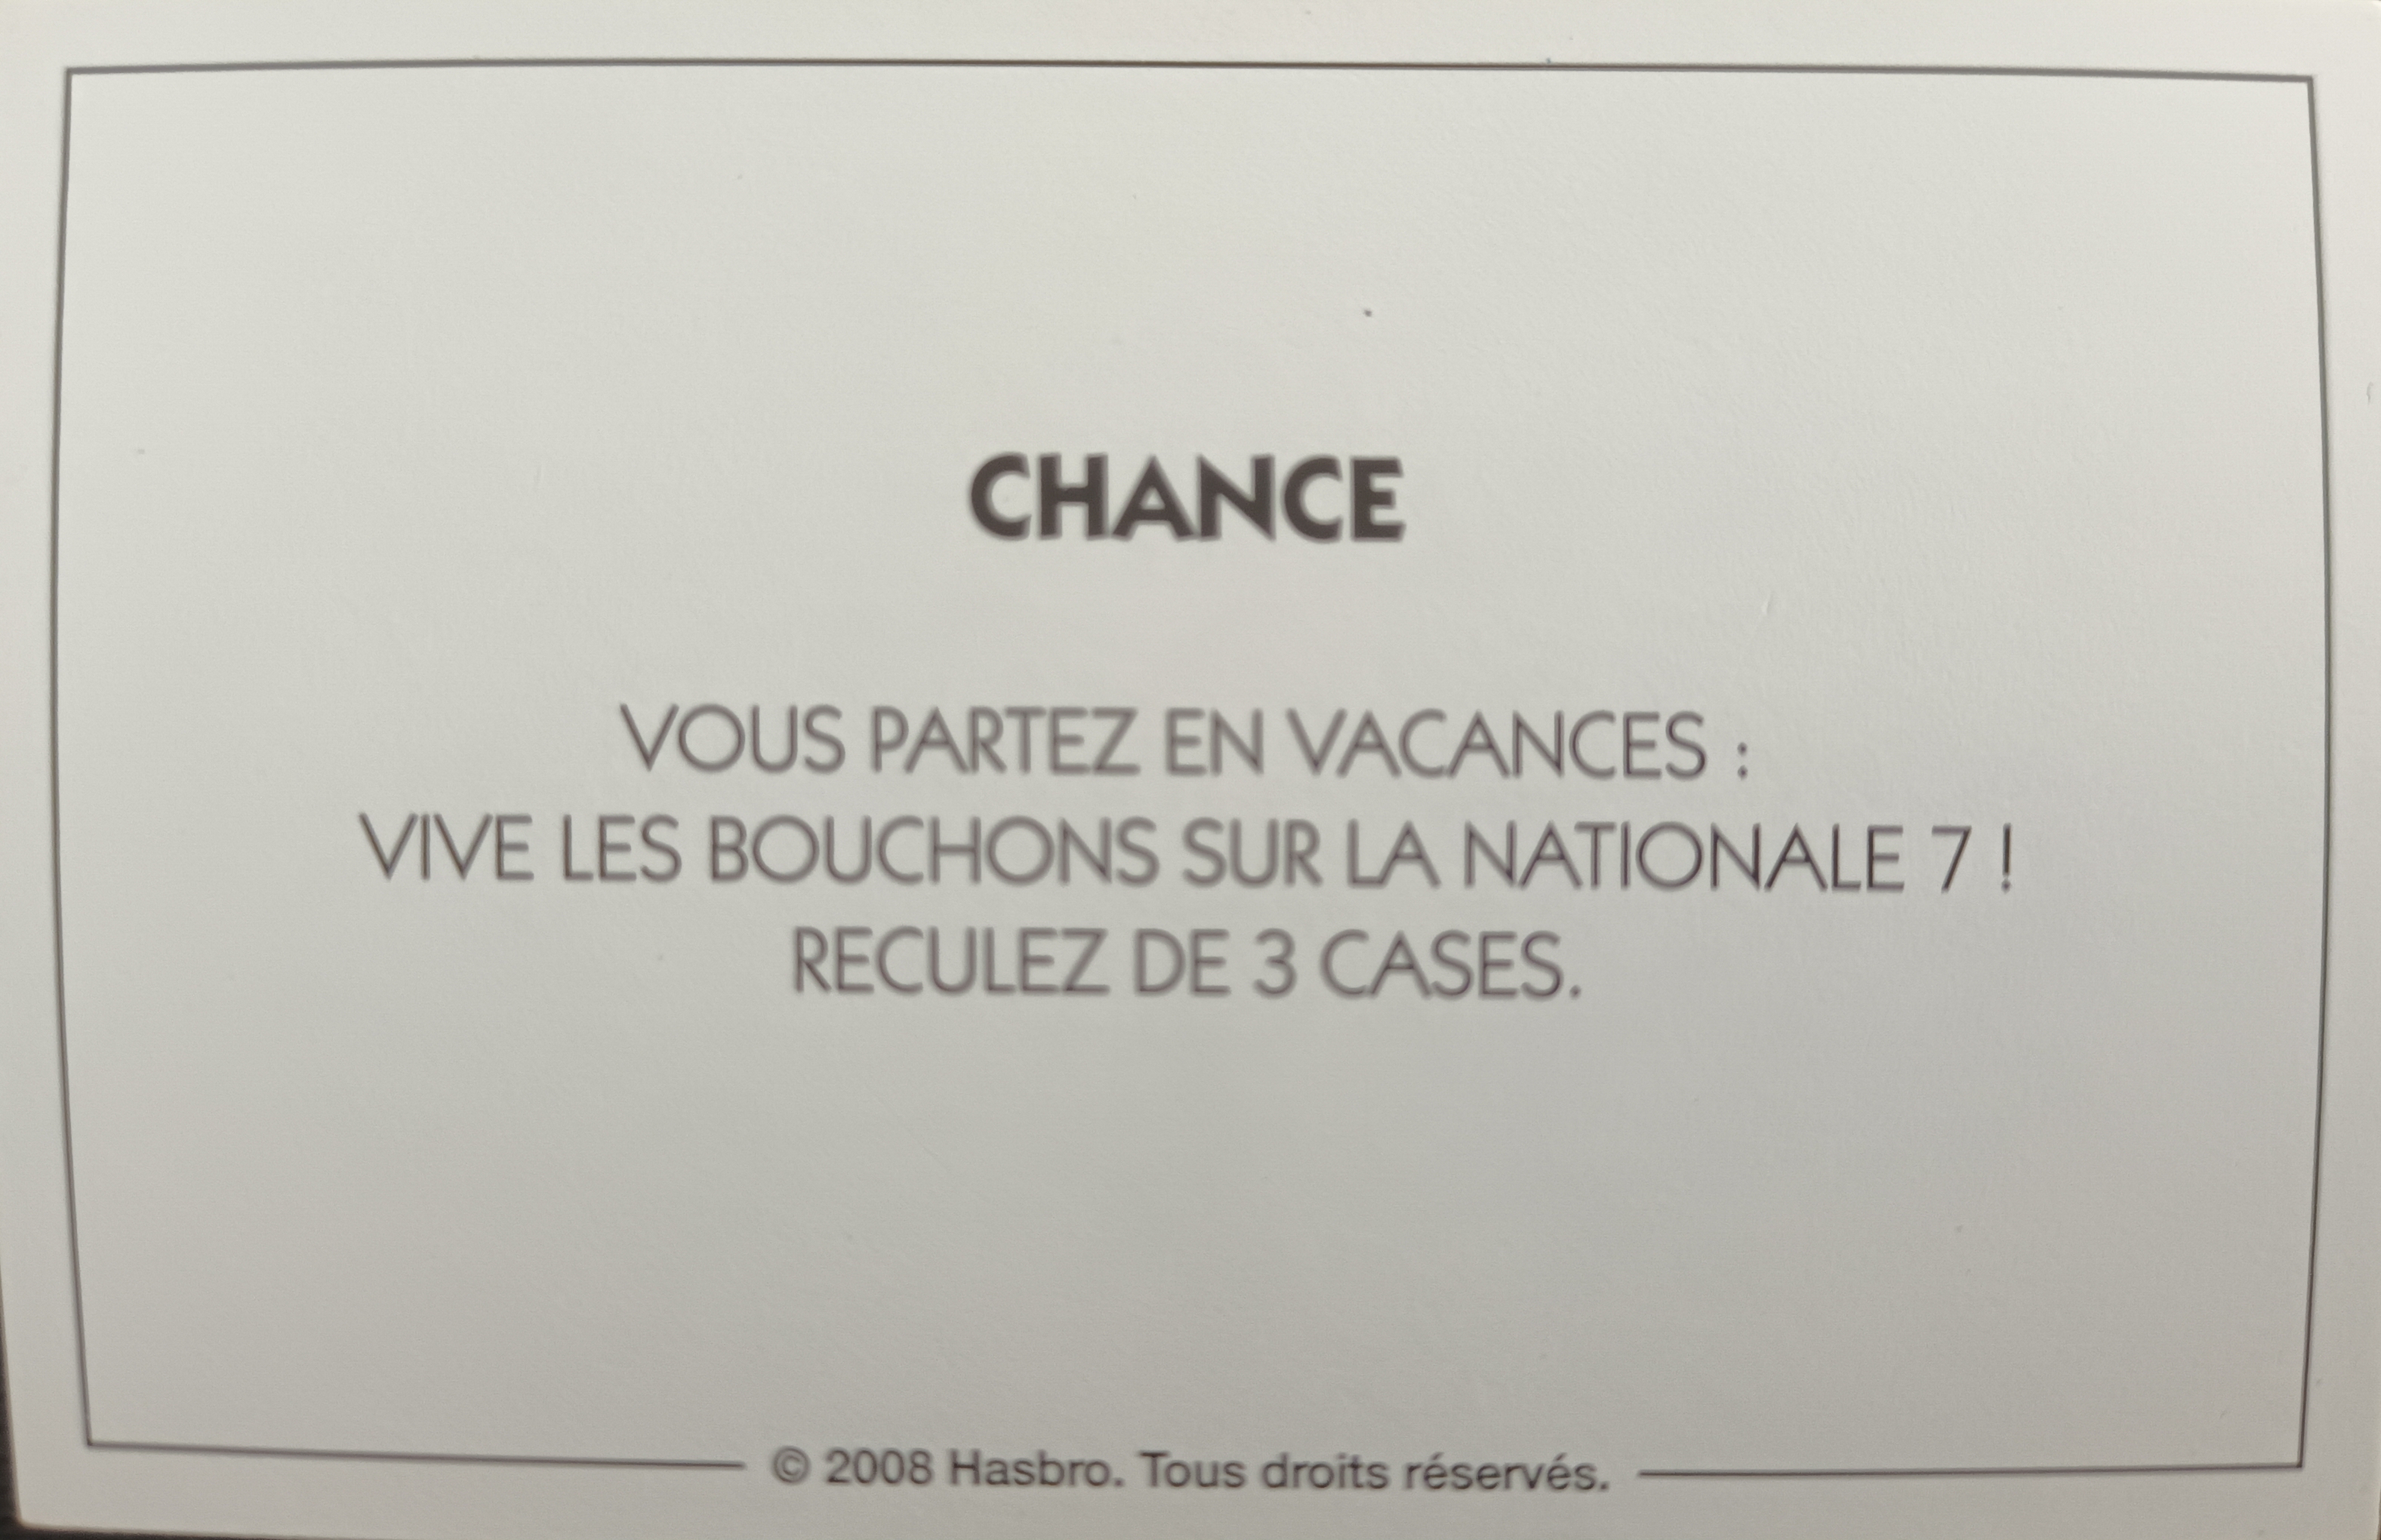 CHANCE
VOUS PARTEZ EN VACANCES :
VIVE LES BOUCHONS SUR LA NATIONALE 7 !
RECULEZ DE 3 CASES.
© 2008 Hasbro. Tous droits réservés.